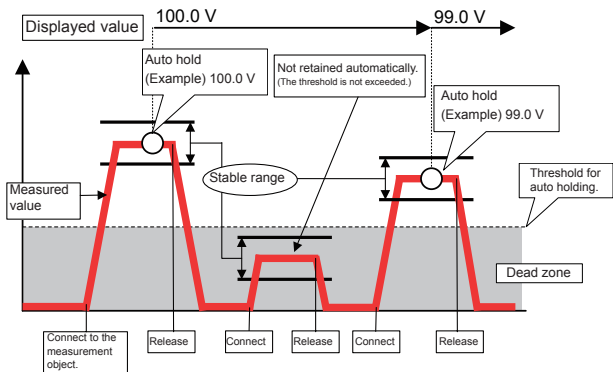 Displayed value
100.0 V
99.0 V
Auto hold
(Example) 100.0 V
Not retained automatically.
(The threshold is not exceeded.)
Auto hold
(Example) 99.0 V
Measured
value
Stable range
Threshold for
auto holding.
Dead zone
Connect to the
measurement
object.
Release
Connect
Release
Connect
Release